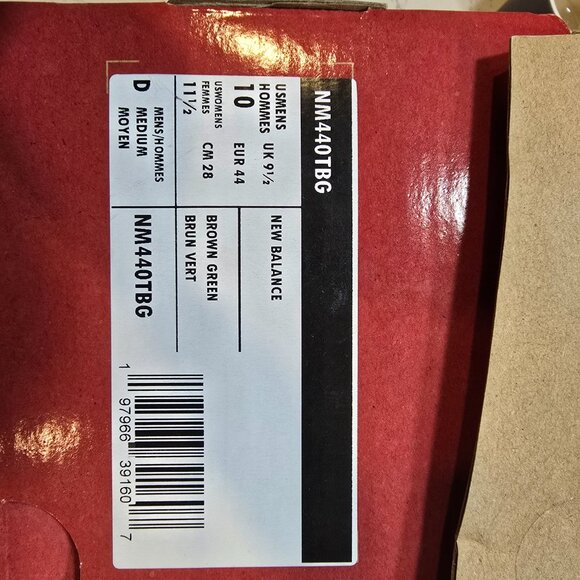 NM440TBG
USMENS
HOMMES UK 9½
10 EUR 44
USWOMENS
FEMMES
11½ CM 28
MENS/HOMMES
D MEDIUM
MOYEN
NEW BALANCE
BROWN GREEN
BRUN VERT
NM440TBG
1 97966 39160 7